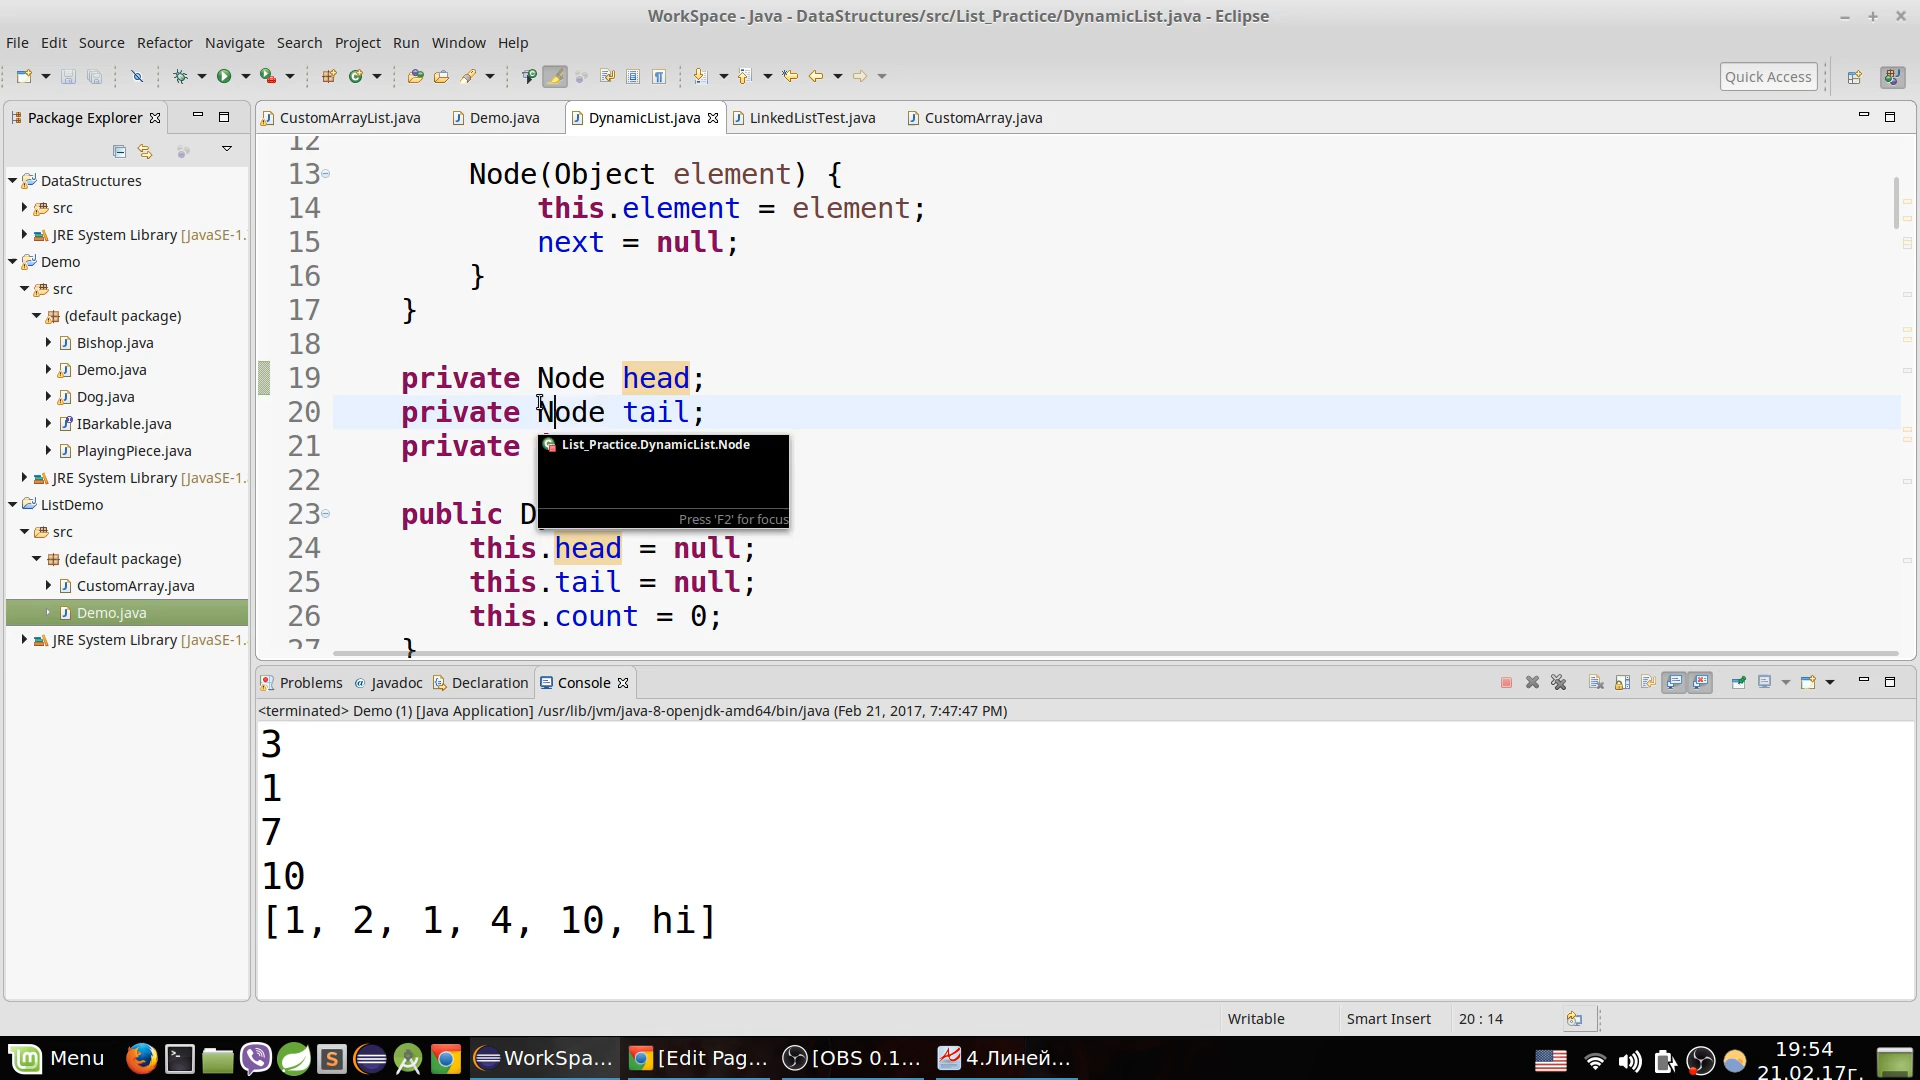 WorkSpace - Java - DataStructures/src/List_Practice/DynamicList.java - Eclipse
File Edit Source Refactor Navigate Search Project Run Window Help
Quick Access
Package Explorer
DataStructures
src
JRE System Library [JavaSE-1.
Demo
src
(default package)
Bishop.java
Demo.java
Dog.java
IBarkable.java
PlayingPiece.java
JRE System Library [JavaSE-1.
ListDemo
src
(default package)
CustomArray.java
Demo.java
JRE System Library [JavaSE-1.
CustomArrayList.java Demo.java DynamicList.java LinkedListTest.java CustomArray.java
12
13 Node(Object element) {
14 this.element = element;
15 next = null;
16 }
17 }
18
19 private Node head;
20 private Node tail;
21 private
22
23 public D
24 this.head = null;
25 this.tail = null;
26 this.count = 0;
27 }
List_Practice.DynamicList.Node
Press 'F2' for focus
Problems Javadoc Declaration Console
<terminated> Demo (1) [Java Application] /usr/lib/jvm/java-8-openjdk-amd64/bin/java (Feb 21, 2017, 7:47:47 PM)
3
1
7
10
[1, 2, 1, 4, 10, hi]
Writable Smart Insert 20 : 14
Menu WorkSpa... [Edit Pag... [OBS 0.1... 4.Линей... 19:54
21.02.17г.